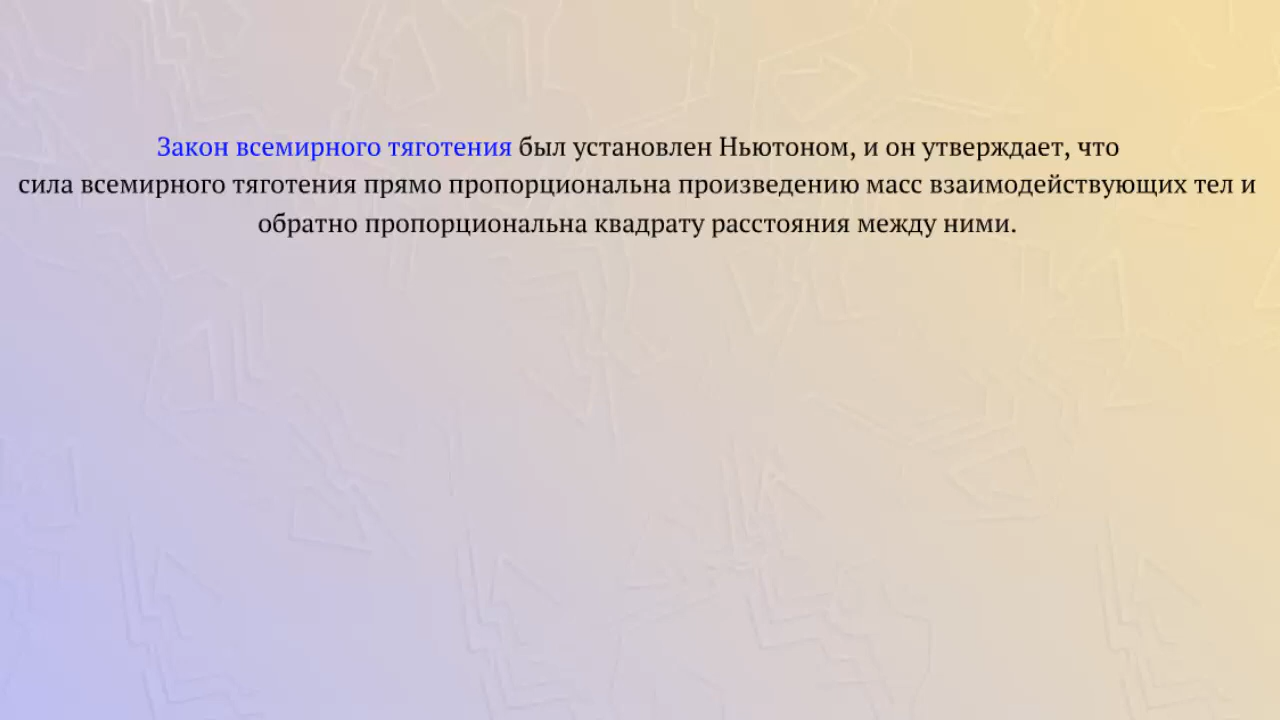 Закон всемирного тяготения был установлен Ньютоном, и он утверждает, что
сила всемирного тяготения прямо пропорциональна произведению масс взаимодействующих тел и
обратно пропорциональна квадрату расстояния между ними.